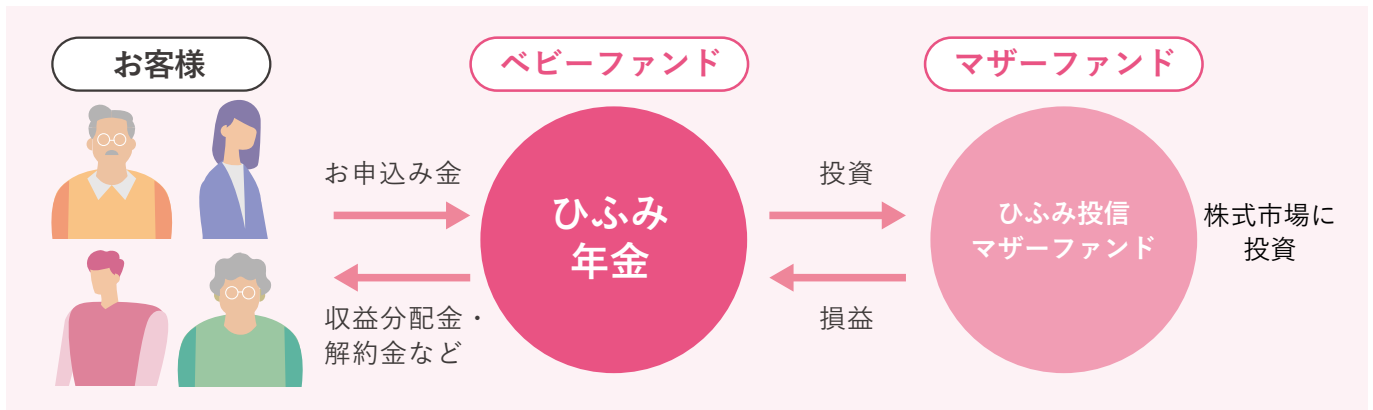 お客様
ベビーファンド
マザーファンド
お申込み金
収益分配金・
解約金など
ひふみ
年金
投資
損益
ひふみ投信
マザーファンド
株式市場に
投資